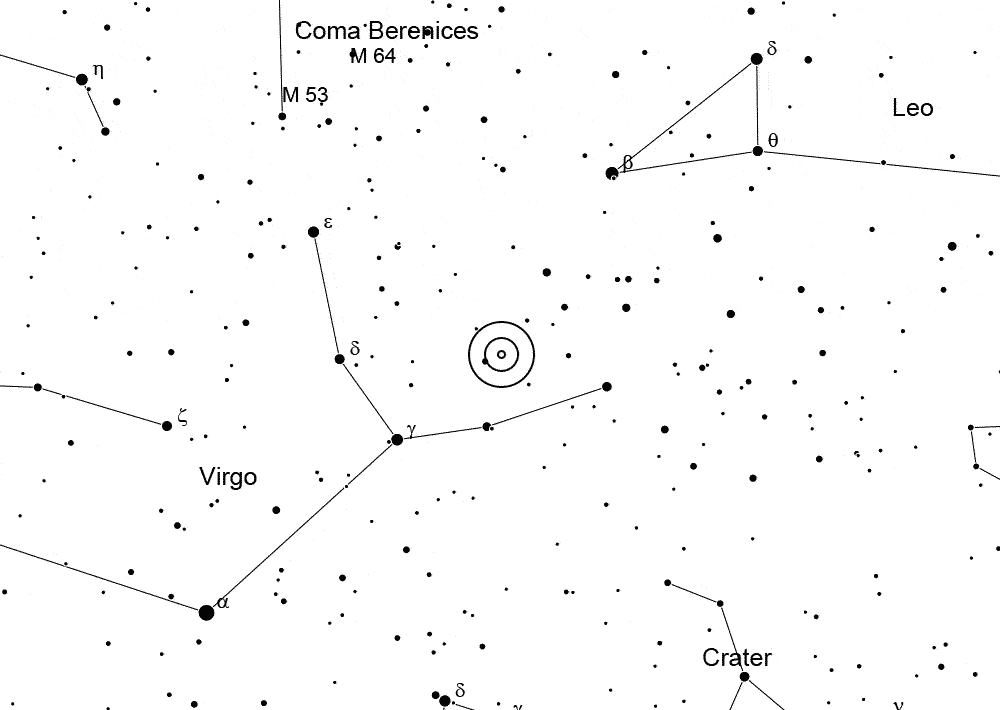 Coma Berenices
M 64
δ
η
M 53
Leo
θ
β
ε
δ
ζ
γ
Virgo
α
Crater
δ
γ
ν